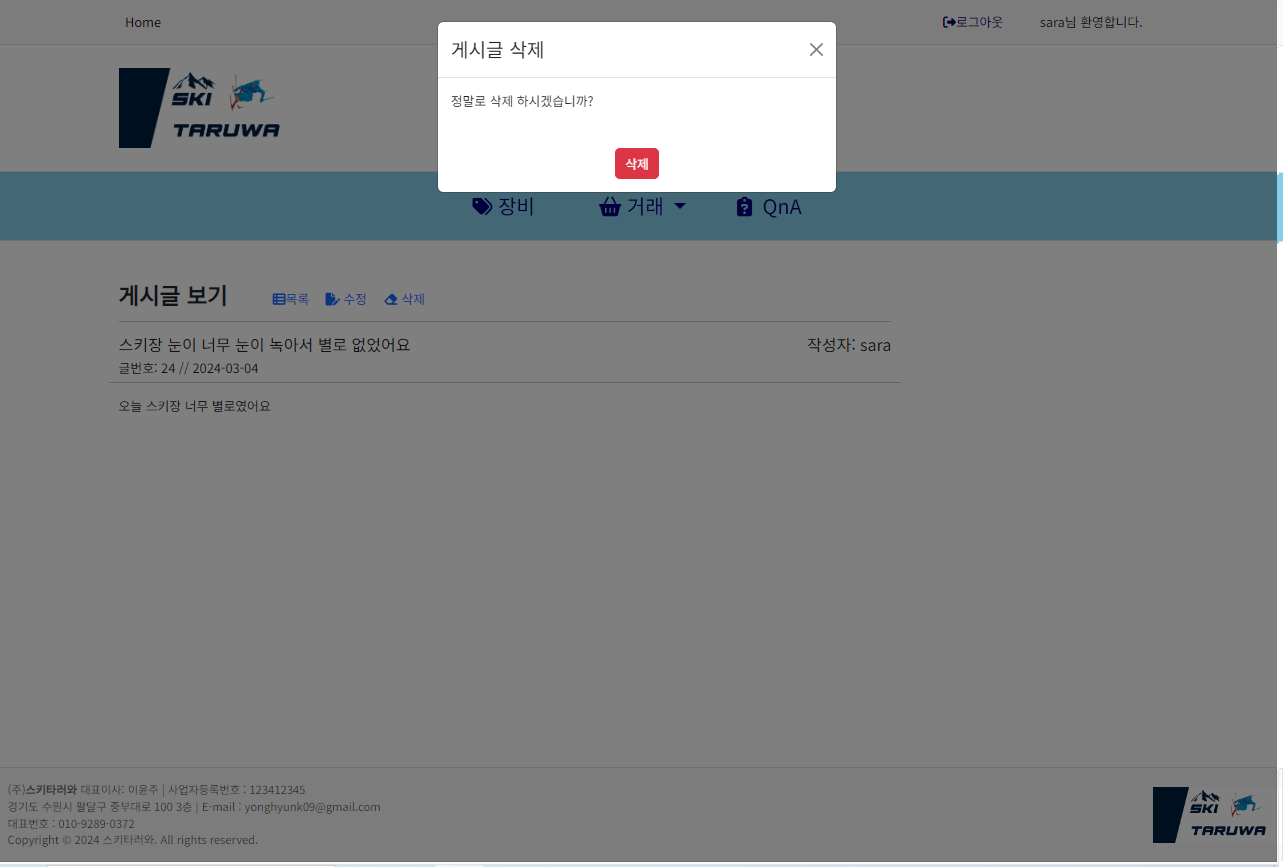 Home
로그아웃
sara님 환영합니다.
게시글 삭제
정말로 삭제 하시겠습니까?
삭제
SKI
TARUWA
장비
거래
QnA
게시글 보기
목록
수정
삭제
스키장 눈이 너무 눈이 녹아서 별로 없었어요
작성자: sara
글번호: 24 // 2024-03-04
오늘 스키장 너무 별로였어요
(주)스키타러와 대표이사: 이윤주 | 사업자등록번호 : 123412345
경기도 수원시 팔달구 중부대로 100 3층 | E-mail : yonghyunk09@gmail.com
대표번호 : 010-9289-0372
Copyright © 2024 스키타러와. All rights reserved.
SKI
TARUWA